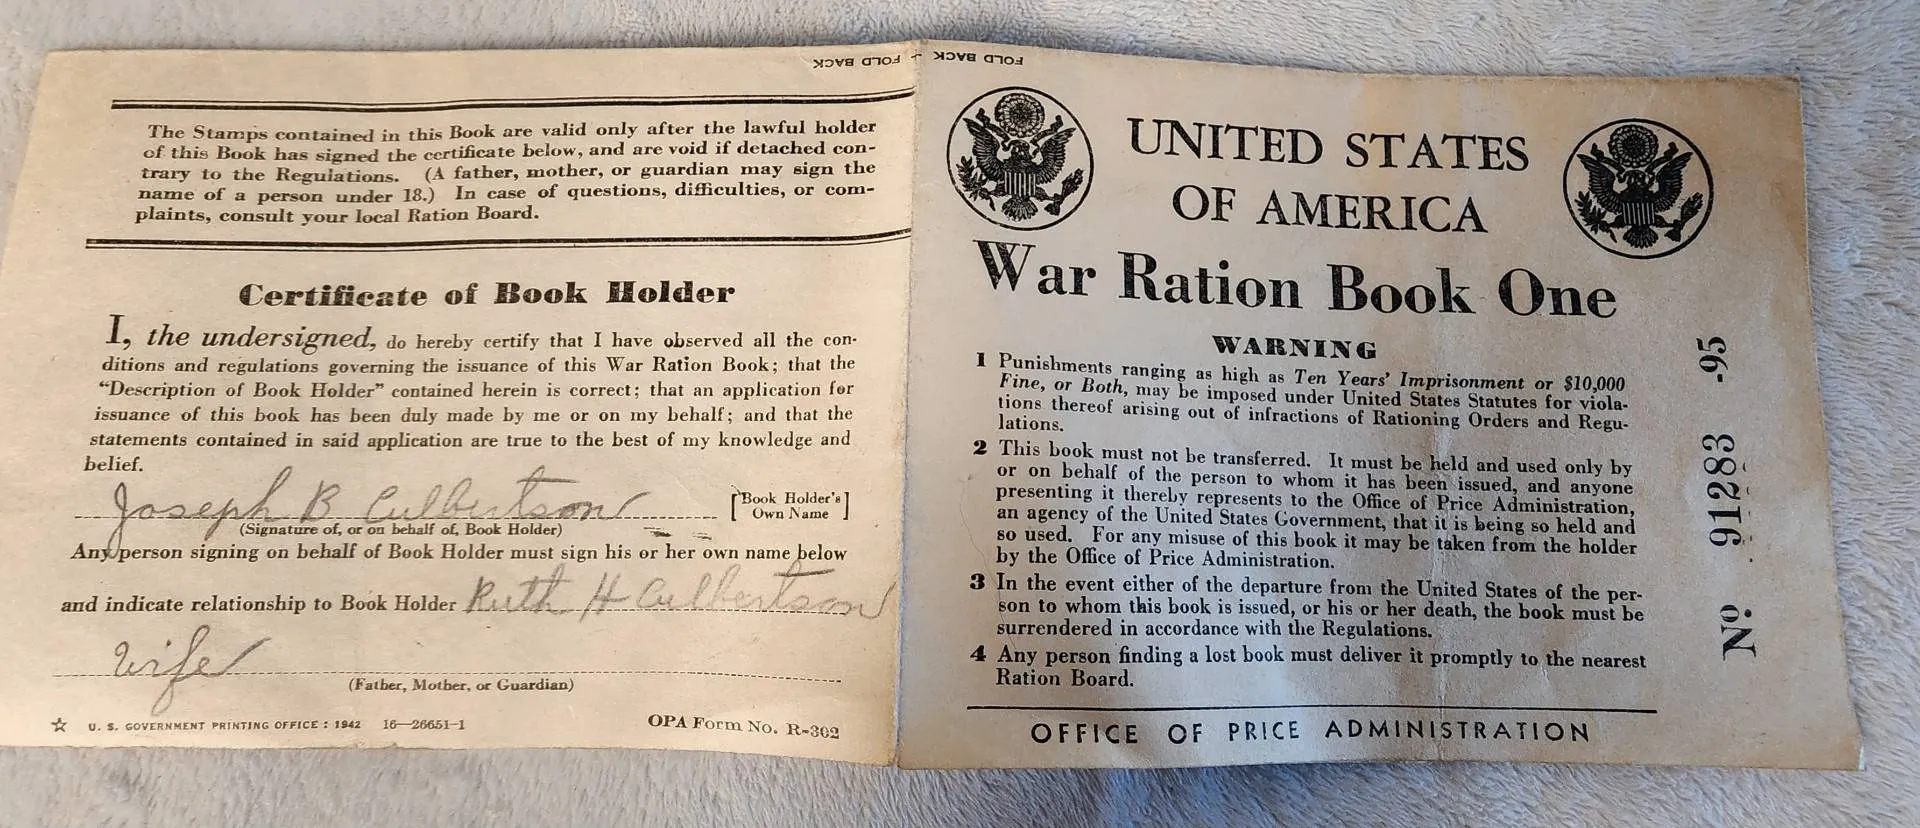 FOLD BACK
The Stamps contained in this Book are valid only after the lawful holder
of this Book has signed the certificate below, and are void if detached con-
trary to the Regulations. (A father, mother, or guardian may sign the
name of a person under 18.) In case of questions, difficulties, or com-
plaints, consult your local Ration Board.
Certificate of Book Holder
I, the undersigned, do hereby certify that I have observed all the con-
ditions and regulations governing the issuance of this War Ration Book; that the
“Description of Book Holder” contained herein is correct; that an application for
issuance of this book has been duly made by me or on my behalf; and that the
statements contained in said application are true to the best of my knowledge and
belief.
Joseph B Culbertson [Book Holder's
Own Name]
(Signature of, or on behalf of, Book Holder)
Any person signing on behalf of Book Holder must sign his or her own name below
and indicate relationship to Book Holder Ruth H Culbertson
Wife
(Father, Mother, or Guardian)
☆ U. S. GOVERNMENT PRINTING OFFICE : 1942 16—26651-1 OPA Form No. R-302
FOLD BACK
UNITED STATES
OF AMERICA
War Ration Book One
WARNING
1 Punishments ranging as high as Ten Years' Imprisonment or $10,000
Fine, or Both, may be imposed under United States Statutes for viola-
tions thereof arising out of infractions of Rationing Orders and Regu-
lations.
2 This book must not be transferred. It must be held and used only by
or on behalf of the person to whom it has been issued, and anyone
presenting it thereby represents to the Office of Price Administration,
an agency of the United States Government, that it is being so held and
so used. For any misuse of this book it may be taken from the holder
by the Office of Price Administration.
3 In the event either of the departure from the United States of the per-
son to whom this book is issued, or his or her death, the book must be
surrendered in accordance with the Regulations.
4 Any person finding a lost book must deliver it promptly to the nearest
Ration Board.
OFFICE OF PRICE ADMINISTRATION
No. 91283 -95